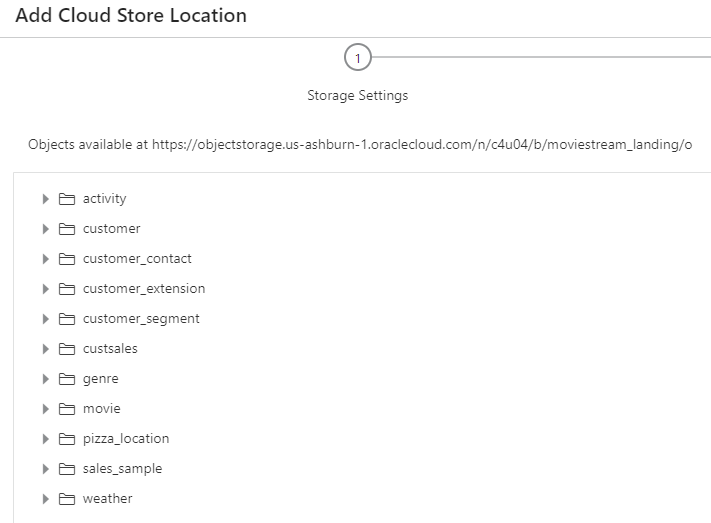 Add Cloud Store Location
1
Storage Settings
Objects available at https://objectstorage.us-ashburn-1.oraclecloud.com/n/c4u04/b/moviestream_landing/o
activity
customer
customer_contact
customer_extension
customer_segment
custsales
genre
movie
pizza_location
sales_sample
weather